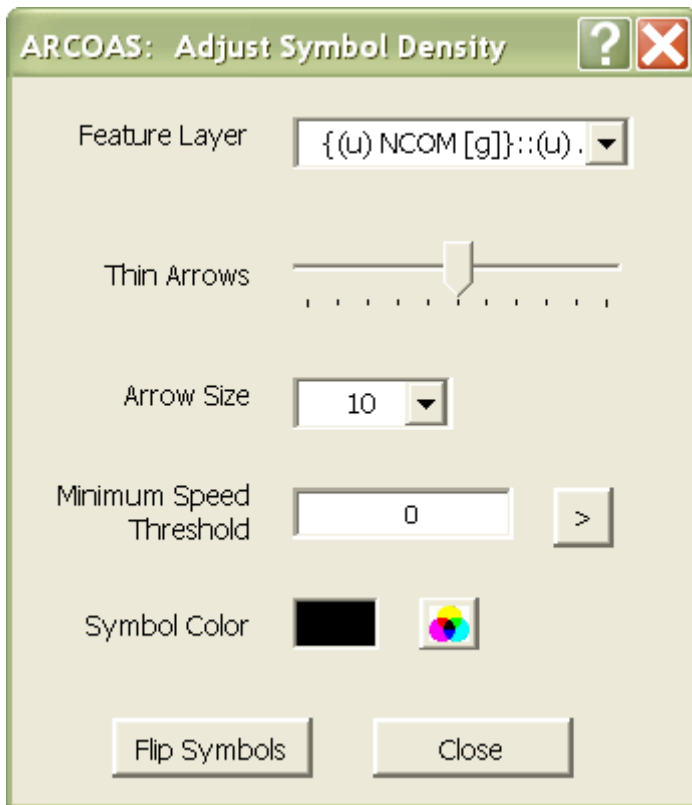 ARCOAS: Adjust Symbol Density
Feature Layer
{(u) NCOM [g]}::(u) .
Thin Arrows
Arrow Size
10
Minimum Speed
Threshold
0
>
Symbol Color
Flip Symbols
Close